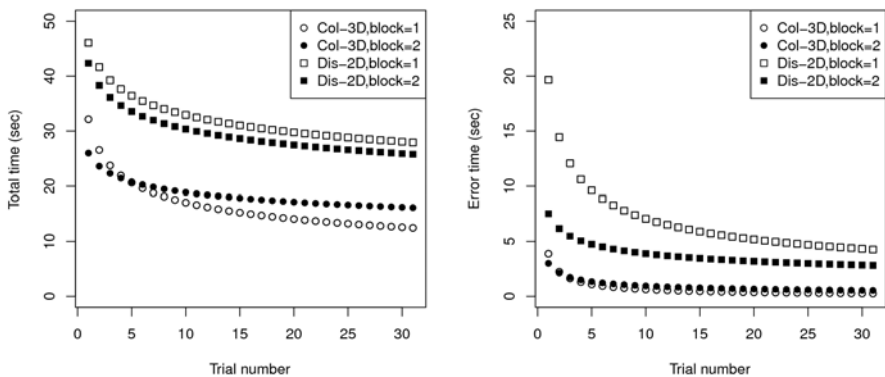 Total time (sec)
50
40
30
20
10
0
0 5 10 15 20 25 30
Trial number
Col-3D,block=1
Col-3D,block=2
Dis-2D,block=1
Dis-2D,block=2
Error time (sec)
25
20
15
10
5
0
0 5 10 15 20 25 30
Trial number
Col-3D,block=1
Col-3D,block=2
Dis-2D,block=1
Dis-2D,block=2